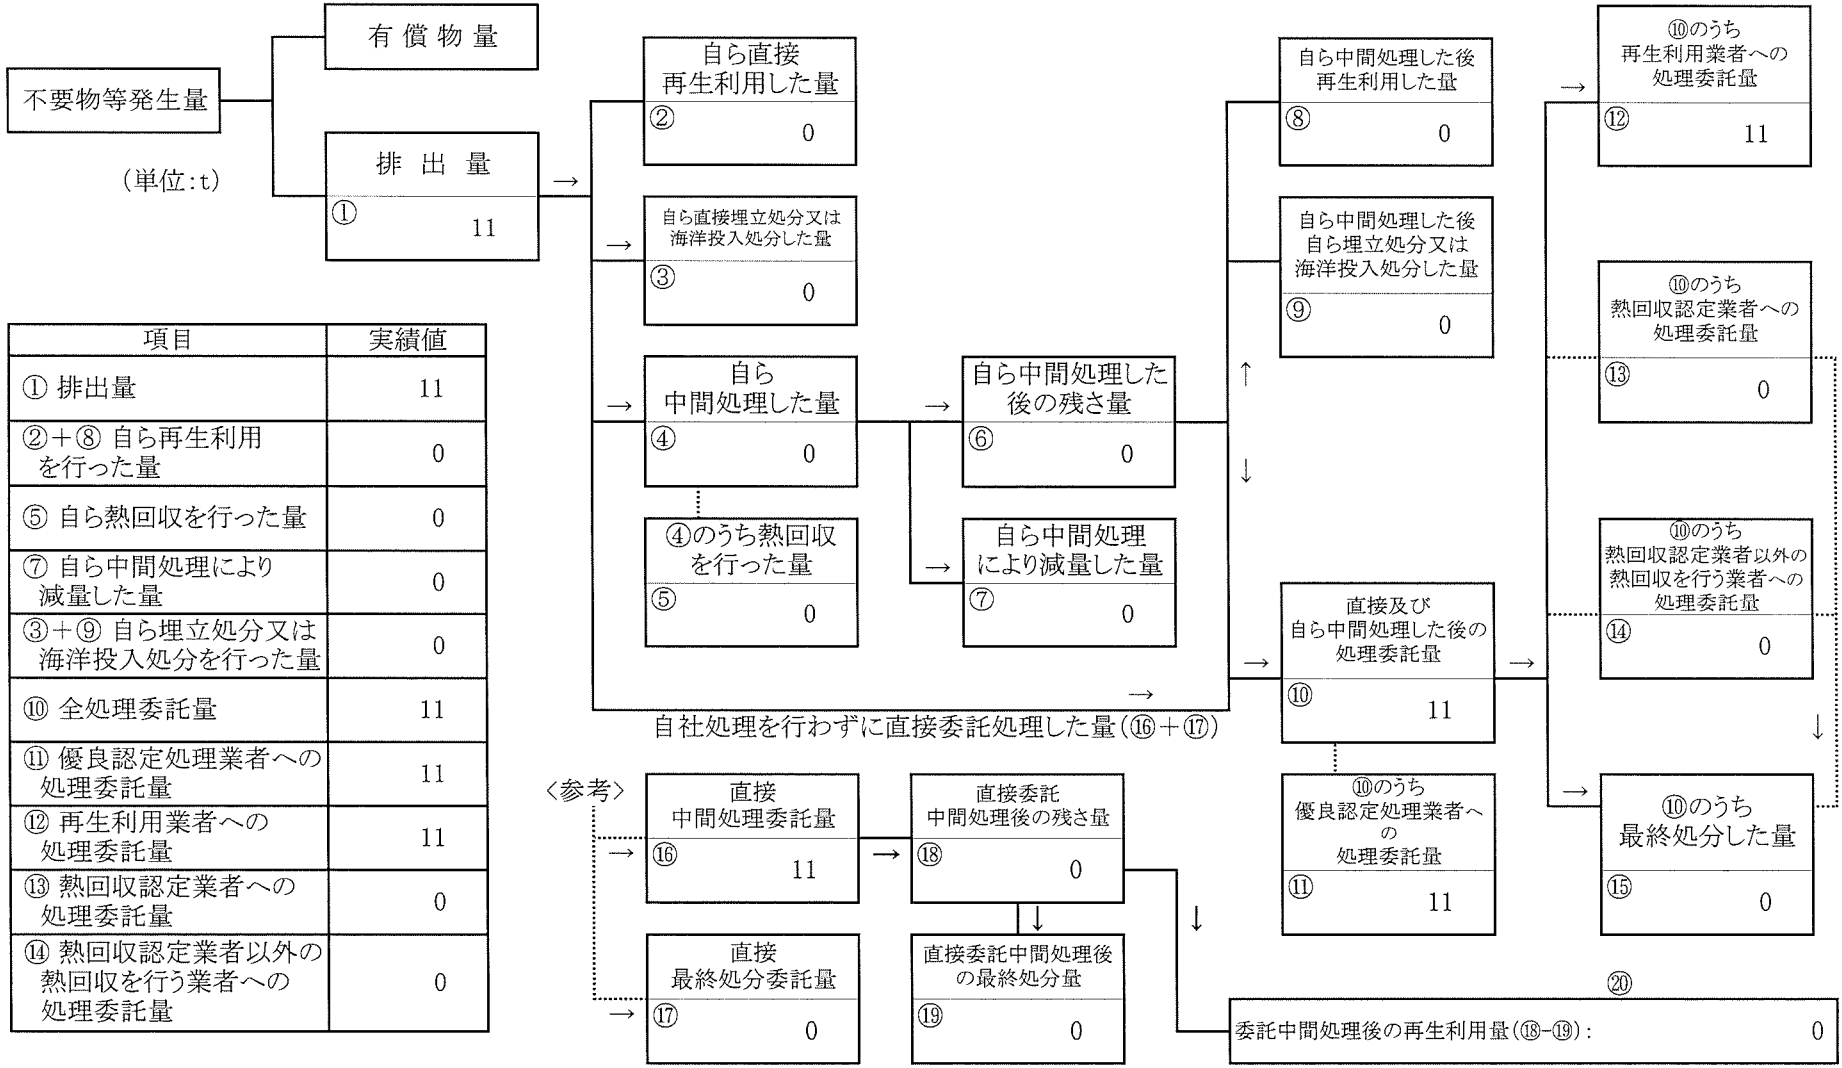 不要物等発生量
有償物量
(単位:t)
排出量
①
11
→
自ら直接
再生利用した量
②
0
→
自ら直接埋立処分又は
海洋投入処分した量
③
0
→
自ら
中間処理した量
④
0
④のうち熱回収
を行った量
⑤
0
→
自ら中間処理した
後の残さ量
⑥
0
→
自ら中間処理
により減量した量
⑦
0
↑
↓
自ら中間処理した後
再生利用した量
⑧
0
自ら中間処理した後
自ら埋立処分又は
海洋投入処分した量
⑨
0
→
自社処理を行わずに直接委託処理した量(⑯+⑰)
→
直接及び
自ら中間処理した後の
処理委託量
⑩
11
→
⑩のうち
優良認定処理業者へ
の
処理委託量
⑪
11
→
⑩のうち
再生利用業者への
処理委託量
⑫
11
⑩のうち
熱回収認定業者への
処理委託量
⑬
0
⑩のうち
熱回収認定業者以外の
熱回収を行う業者への
処理委託量
⑭
0
↓
→
⑩のうち
最終処分した量
⑮
0
項目 実績値
① 排出量 11
②+⑧ 自ら再生利用
を行った量 0
⑤ 自ら熱回収を行った量 0
⑦ 自ら中間処理により
減量した量 0
③+⑨ 自ら埋立処分又は
海洋投入処分を行った量 0
⑩ 全処理委託量 11
⑪ 優良認定処理業者への
処理委託量 11
⑫ 再生利用業者への
処理委託量 11
⑬ 熱回収認定業者への
処理委託量 0
⑭ 熱回収認定業者以外の
熱回収を行う業者への
処理委託量 0
〈参考〉
→
直接
中間処理委託量
⑯
11
→
直接委託
中間処理後の残さ量
⑱
0
→
直接
最終処分委託量
⑰
0
↓
直接委託中間処理後
の最終処分量
⑲
0
↓
⑳
委託中間処理後の再生利用量(⑱-⑲): 0